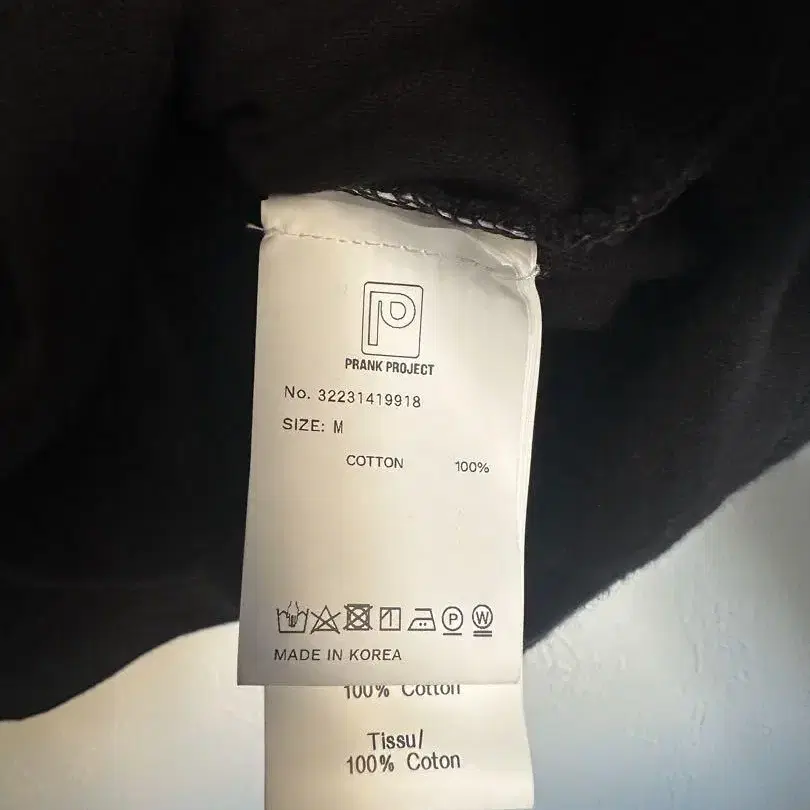 PRANK PROJECT
No. 32231419918
SIZE: M
COTTON 100%
P W
MADE IN KOREA
100% Cotton
Tissu/
100% Coton